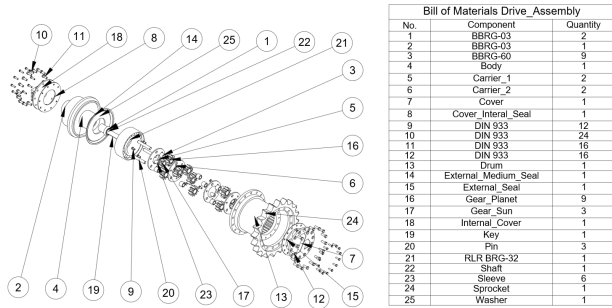 10
11
18
8
14
25
1
22
21
3
5
16
6
24
2
4
19
9
20
23
17
13
12
15
7
Bill of Materials Drive_Assembly
No. Component Quantity
1 BBRG-03 2
2 BBRG-03 1
3 BBRG-60 9
4 Body 1
5 Carrier_1 2
6 Carrier_2 2
7 Cover 1
8 Cover_Interal_Seal 1
9 DIN 933 12
10 DIN 933 24
11 DIN 933 16
12 DIN 933 16
13 Drum 1
14 External_Medium_Seal 1
15 External_Seal 1
16 Gear_Planet 9
17 Gear_Sun 3
18 Internal_Cover 1
19 Key 1
20 Pin 3
21 RLR BRG-32 1
22 Shaft 1
23 Sleeve 6
24 Sprocket 1
25 Washer 1